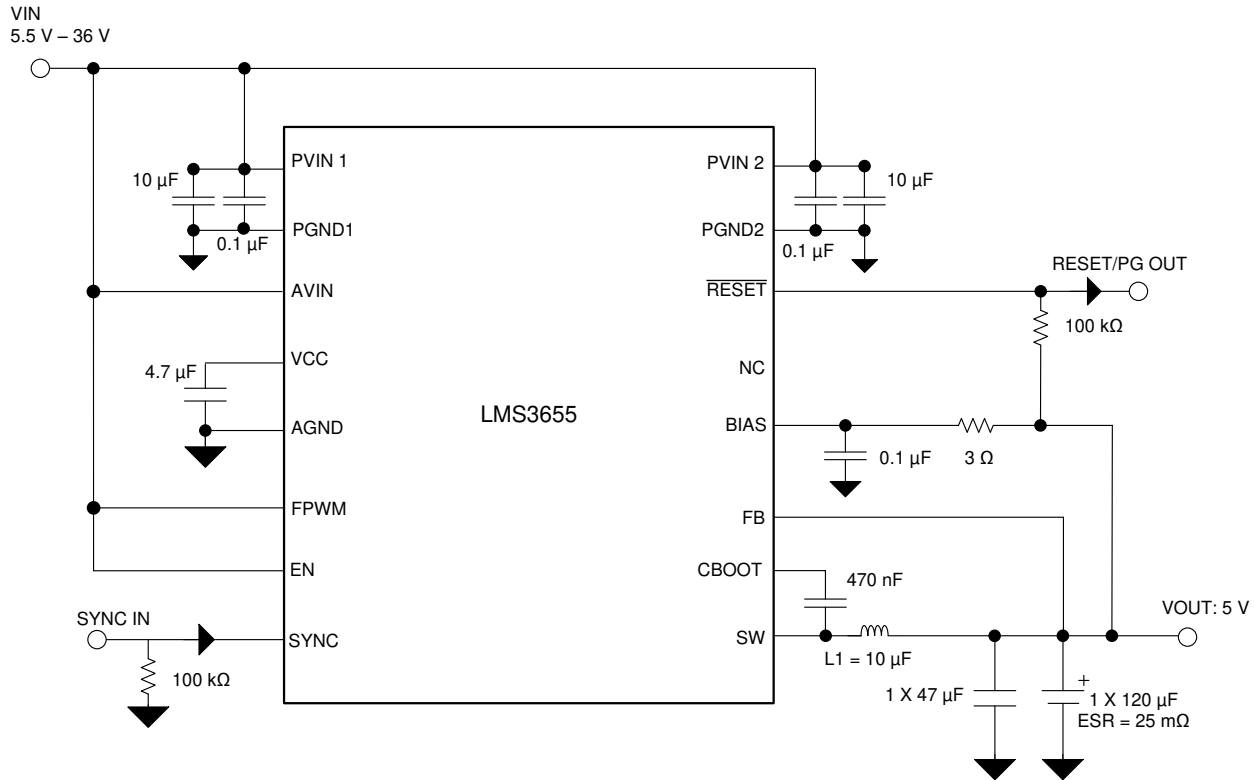 VIN
5.5 V – 36 V
PVIN 1
PVIN 2
10 µF
10 µF
PGND1
PGND2
0.1 µF
0.1 µF
RESET/PG OUT
AVIN
RESET
100 kΩ
VCC
NC
4.7 µF
LMS3655
AGND
BIAS
0.1 µF
3 Ω
FPWM
FB
EN
CBOOT
470 nF
VOUT: 5 V
SYNC IN
SYNC
SW
L1 = 10 µF
100 kΩ
1 X 47 µF
+
1 X 120 µF
ESR = 25 mΩ